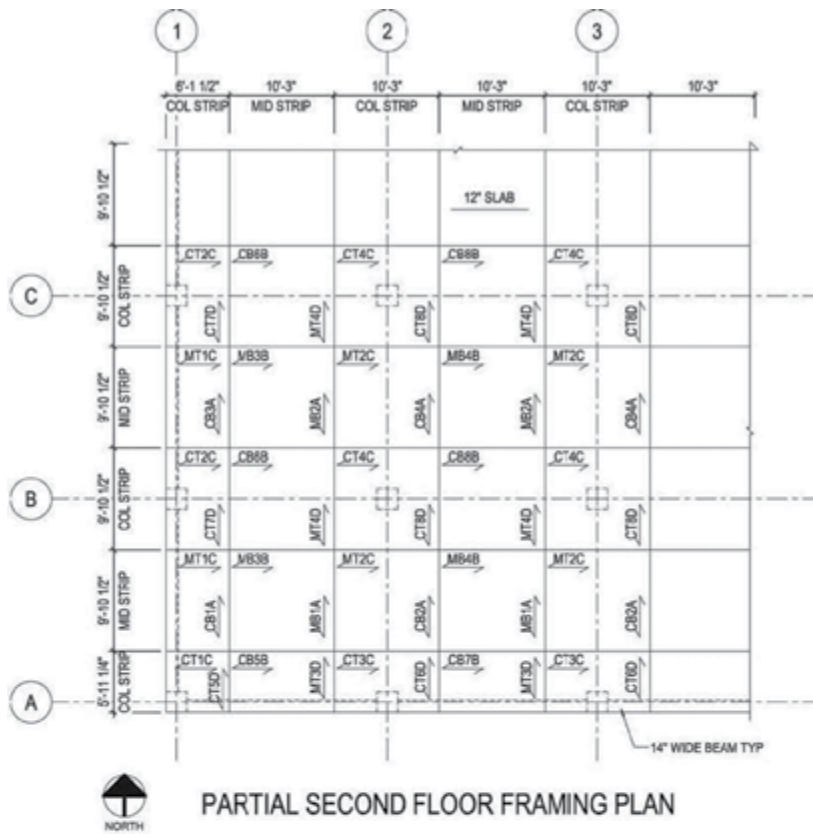 1 2 3
6'-1 1/2" 10'-3" 10'-3" 10'-3" 10'-3" 10'-3"
COL STRIP MID STRIP COL STRIP MID STRIP COL STRIP
9'-10 1/2"
12" SLAB
CT2C CB6B CT4C CB8B CT4C
C
9'-10 1/2"
COL STRIP
CT7D MT4D CT8D MT4D CT8D
MT1C MB3B MT2C MB4B MT2C
9'-10 1/2"
MID STRIP
CB3A MB2A CB4A MB2A CB4A
CT2C CB6B CT4C CB8B CT4C
B
9'-10 1/2"
COL STRIP
CT7D MT4D CT8D MT4D CT8D
MT1C MB3B MT2C MB4B MT2C
9'-10 1/2"
MID STRIP
CB1A MB1A CB2A MB1A CB2A
CT1C CB5B CT3C CB7B CT3C
5'-11 1/4"
COL STRIP
CT5D MT3D CT6D MT3D CT6D
A
14" WIDE BEAM TYP
NORTH
PARTIAL SECOND FLOOR FRAMING PLAN